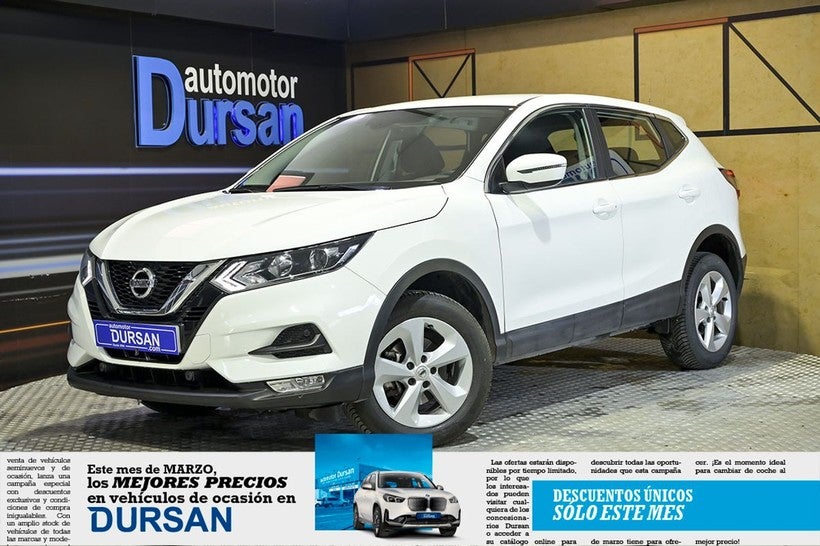 automotor
Dursan
NISSAN
automotor
DURSAN
.com
venta de vehículos
seminuevos y de
ocasión, lanza una
campaña especial
con descuentos
exclusivos y condi-
ciones de compra
inigualables. Con
un amplio stock de
vehículos de todas
las marcas y mode-
Este mes de MARZO,
los MEJORES PRECIOS
en vehículos de ocasión en
DURSAN
automotor Dursan
Las ofertas estarán dispo-
nibles por tiempo limitado,
por lo que
los interesa-
dos pueden
visitar cual-
quiera de los
concesiona-
rios Dursan
o acceder a
su catálogo
online para
descubrir todas las oportu-
nidades que esta campaña
de marzo tiene para ofre-
cer. ¡Es el momento ideal
para cambiar de coche al
mejor precio!
DESCUENTOS ÚNICOS
SÓLO ESTE MES